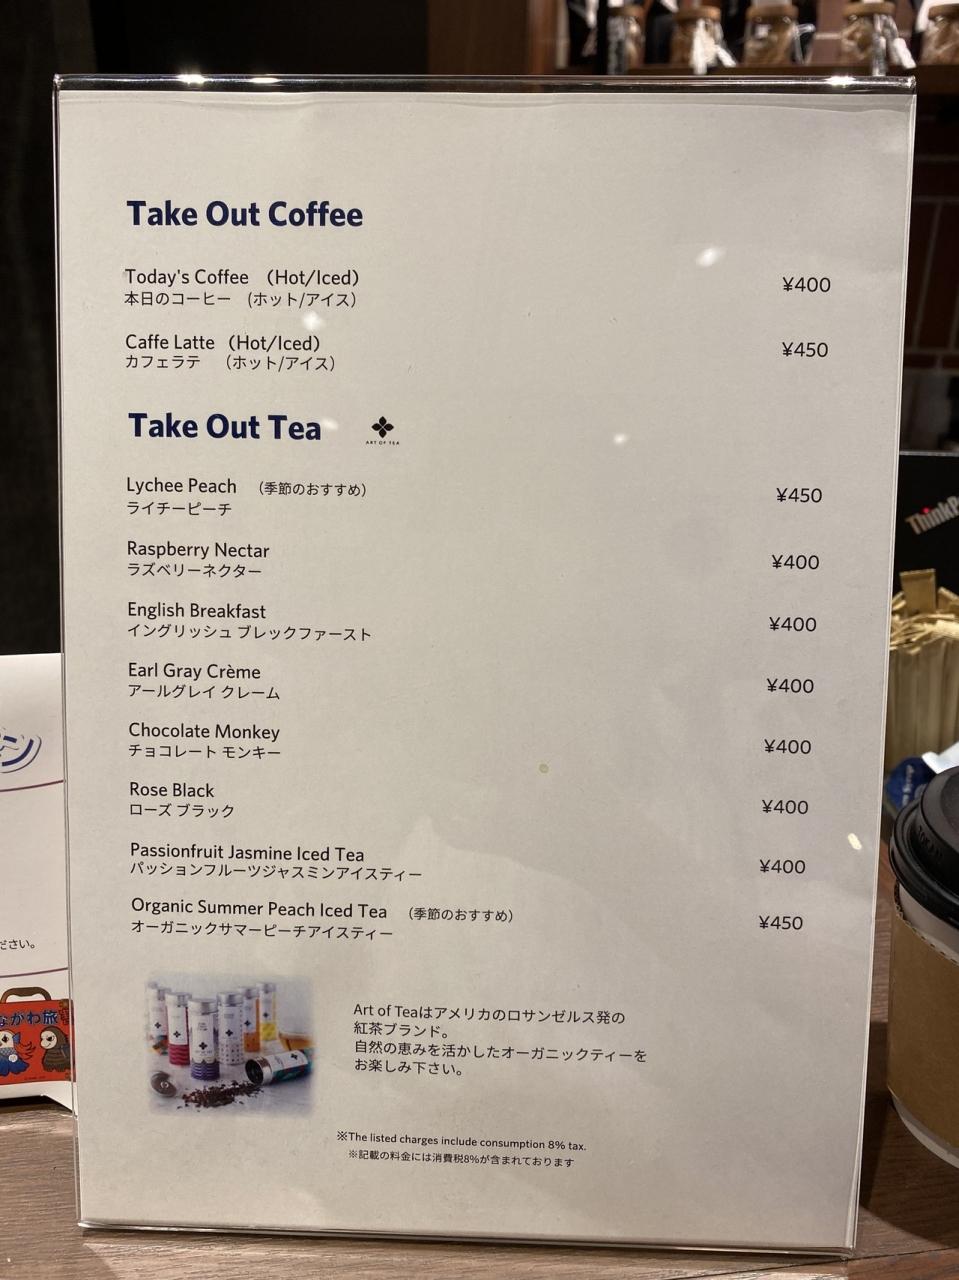 Take Out Coffee
Today's Coffee （Hot/Iced） ¥400
本日のコーヒー （ホット/アイス）
Caffe Latte （Hot/Iced） ¥450
カフェラテ （ホット/アイス）
Take Out Tea
ART OF TEA
Lychee Peach （季節のおすすめ） ¥450
ライチーピーチ
Raspberry Nectar ¥400
ラズベリーネクター
English Breakfast ¥400
イングリッシュ ブレックファースト
Earl Gray Crème ¥400
アールグレイ クレーム
Chocolate Monkey ¥400
チョコレート モンキー
Rose Black ¥400
ローズ ブラック
Passionfruit Jasmine Iced Tea ¥400
パッションフルーツジャスミンアイスティー
Organic Summer Peach Iced Tea （季節のおすすめ） ¥450
オーガニックサマーピーチアイスティー
Art of Teaはアメリカのロサンゼルス発の
紅茶ブランド。
自然の恵みを活かしたオーガニックティーを
お楽しみ下さい。
※The listed charges include consumption 8% tax.
※記載の料金には消費税8%が含まれております
ThinkP
ン
ださい。
ながわ旅